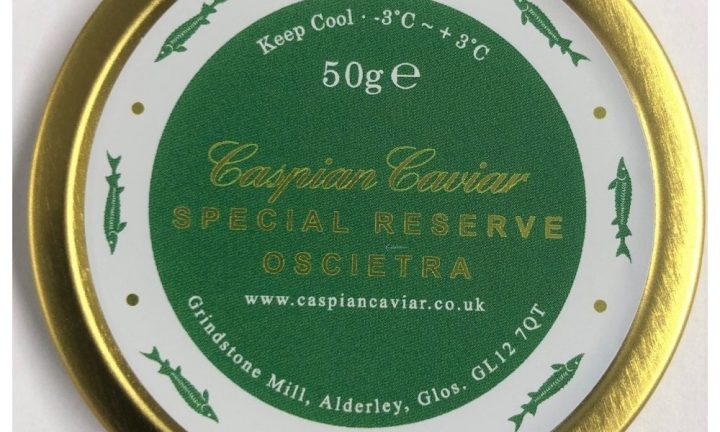 Keep Cool · -3°C ~ + 3°C
50g ℮
Caspian Caviar
SPECIAL RESERVE
OSCIETRA
www.caspiancaviar.co.uk
Grindstone Mill, Alderley, Glos. GL12 7QT